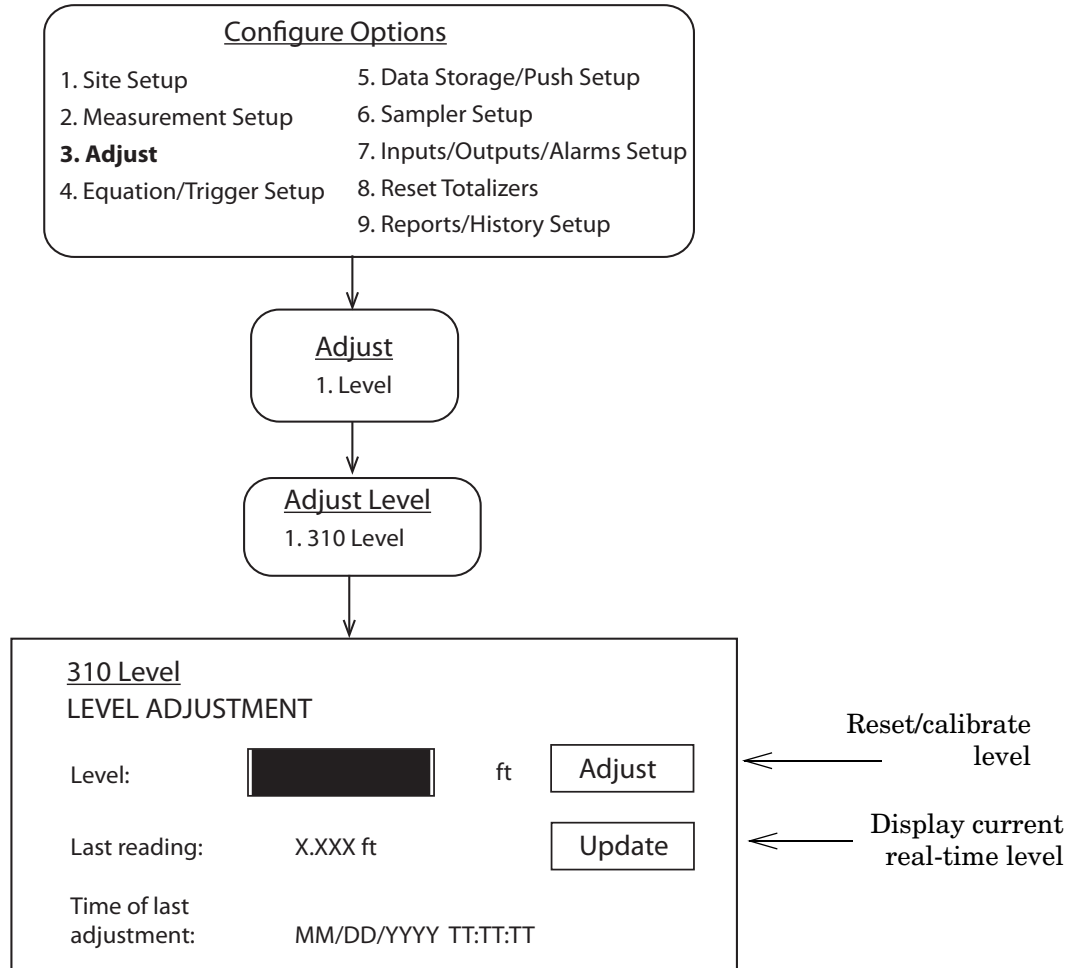 Configure Options
1. Site Setup
2. Measurement Setup
3. Adjust
4. Equation/Trigger Setup
5. Data Storage/Push Setup
6. Sampler Setup
7. Inputs/Outputs/Alarms Setup
8. Reset Totalizers
9. Reports/History Setup
Adjust
1. Level
Adjust Level
1. 310 Level
310 Level
LEVEL ADJUSTMENT
Level:
ft
Adjust
Reset/calibrate
level
Last reading:
X.XXX ft
Update
Display current
real-time level
Time of last
adjustment:
MM/DD/YYYY TT:TT:TT